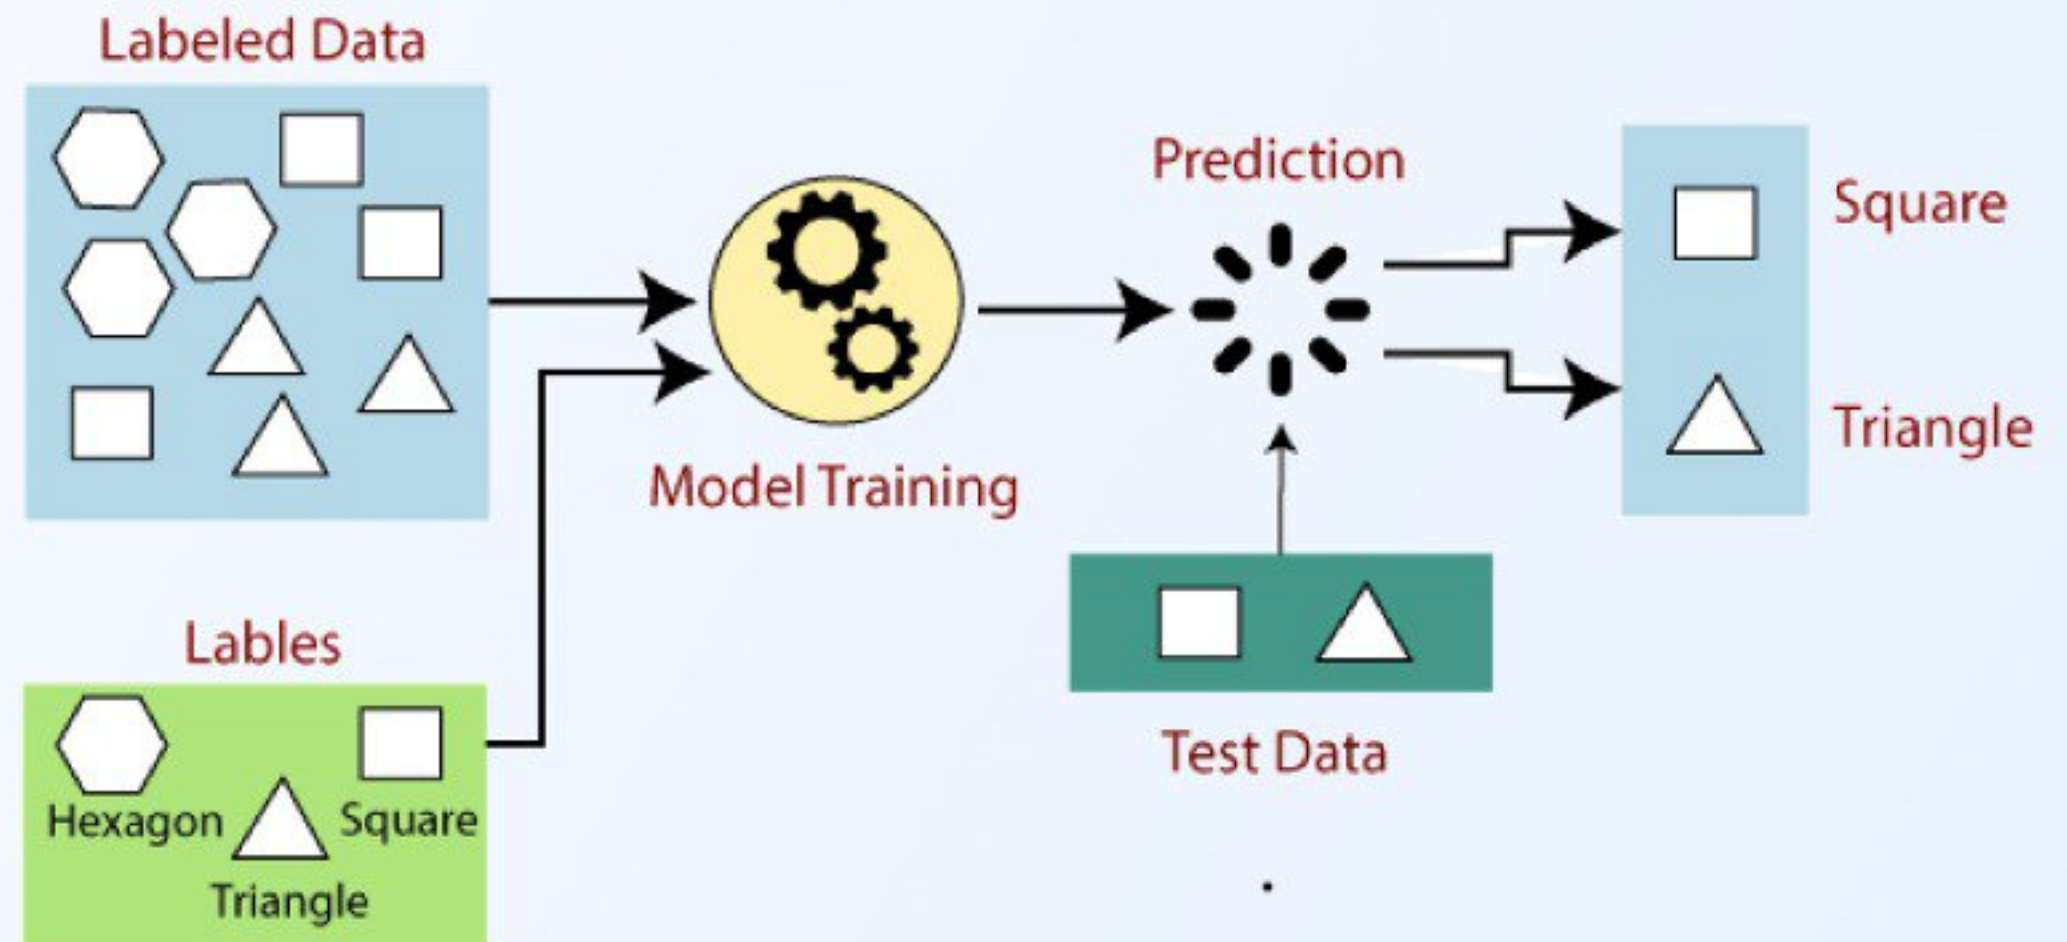 Labeled Data
Prediction
Square
Triangle
Model Training
Lables
Hexagon
Square
Triangle
Test Data